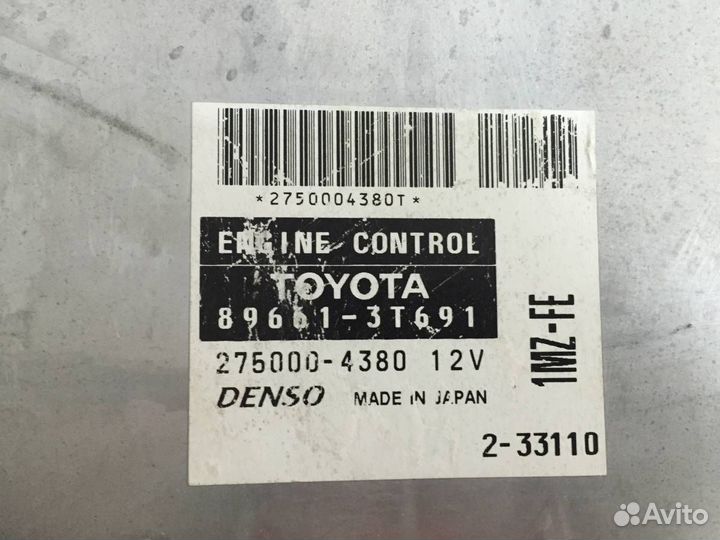 *2750004380T*
ENGINE CONTROL
TOYOTA
89661-3T691
275000-4380 12V
DENSO MADE IN JAPAN
1MZ-FE
2-33110
Avito